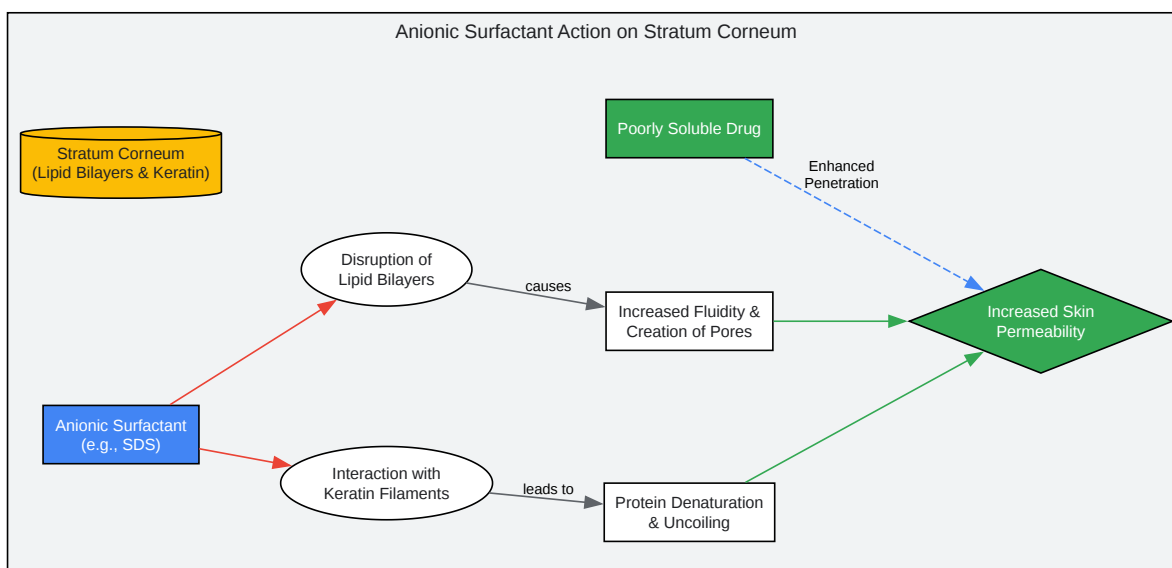 Anionic Surfactant Action on Stratum Corneum
Poorly Soluble Drug
Stratum Corneum
(Lipid Bilayers & Keratin)
Enhanced
Penetration
Disruption of
Lipid Bilayers
causes
Increased Fluidity &
Creation of Pores
Increased Skin
Permeability
Anionic Surfactant
(e.g., SDS)
Interaction with
Keratin Filaments
leads to
Protein Denaturation
& Uncoiling